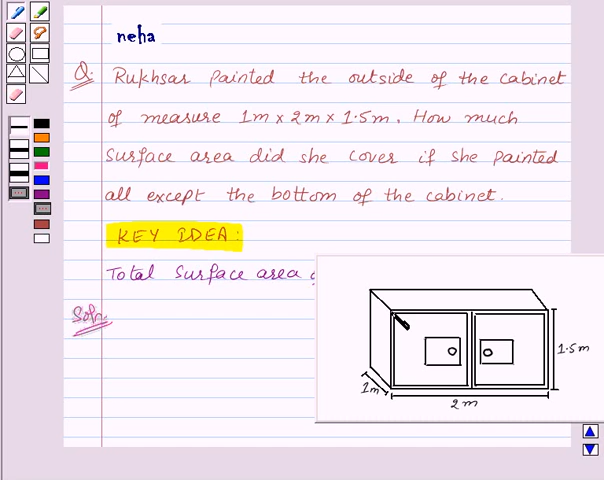 neha
Q. Rukhsar Painted the outside of the cabinet
of measure 1m x 2m x 1.5m. How much
Surface area did she cover if she painted
all except the bottom of the cabinet.
KEY IDEA:
Total Surface area
Soln.
1.5 m
1m
2m